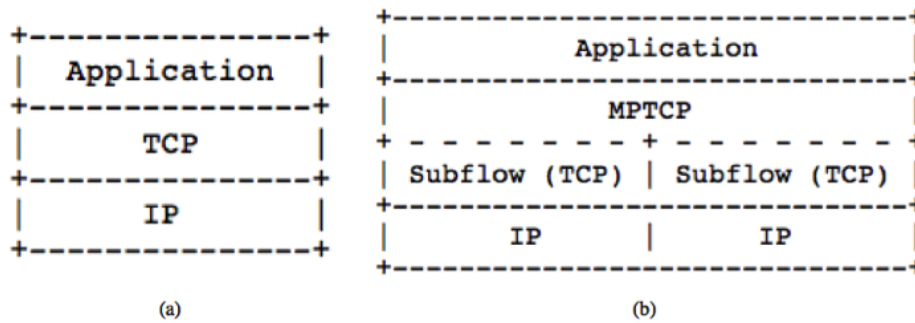 +----------------+
| Application |
+----------------+
| TCP |
+----------------+
| IP |
+----------------+
(a)
+-------------------------------+
| Application |
+-------------------------------+
| MPTCP |
+ - - - - - - - + - - - - - - - +
| Subflow (TCP) | Subflow (TCP) |
+-------------------------------+
| IP | IP |
+-------------------------------+
(b)